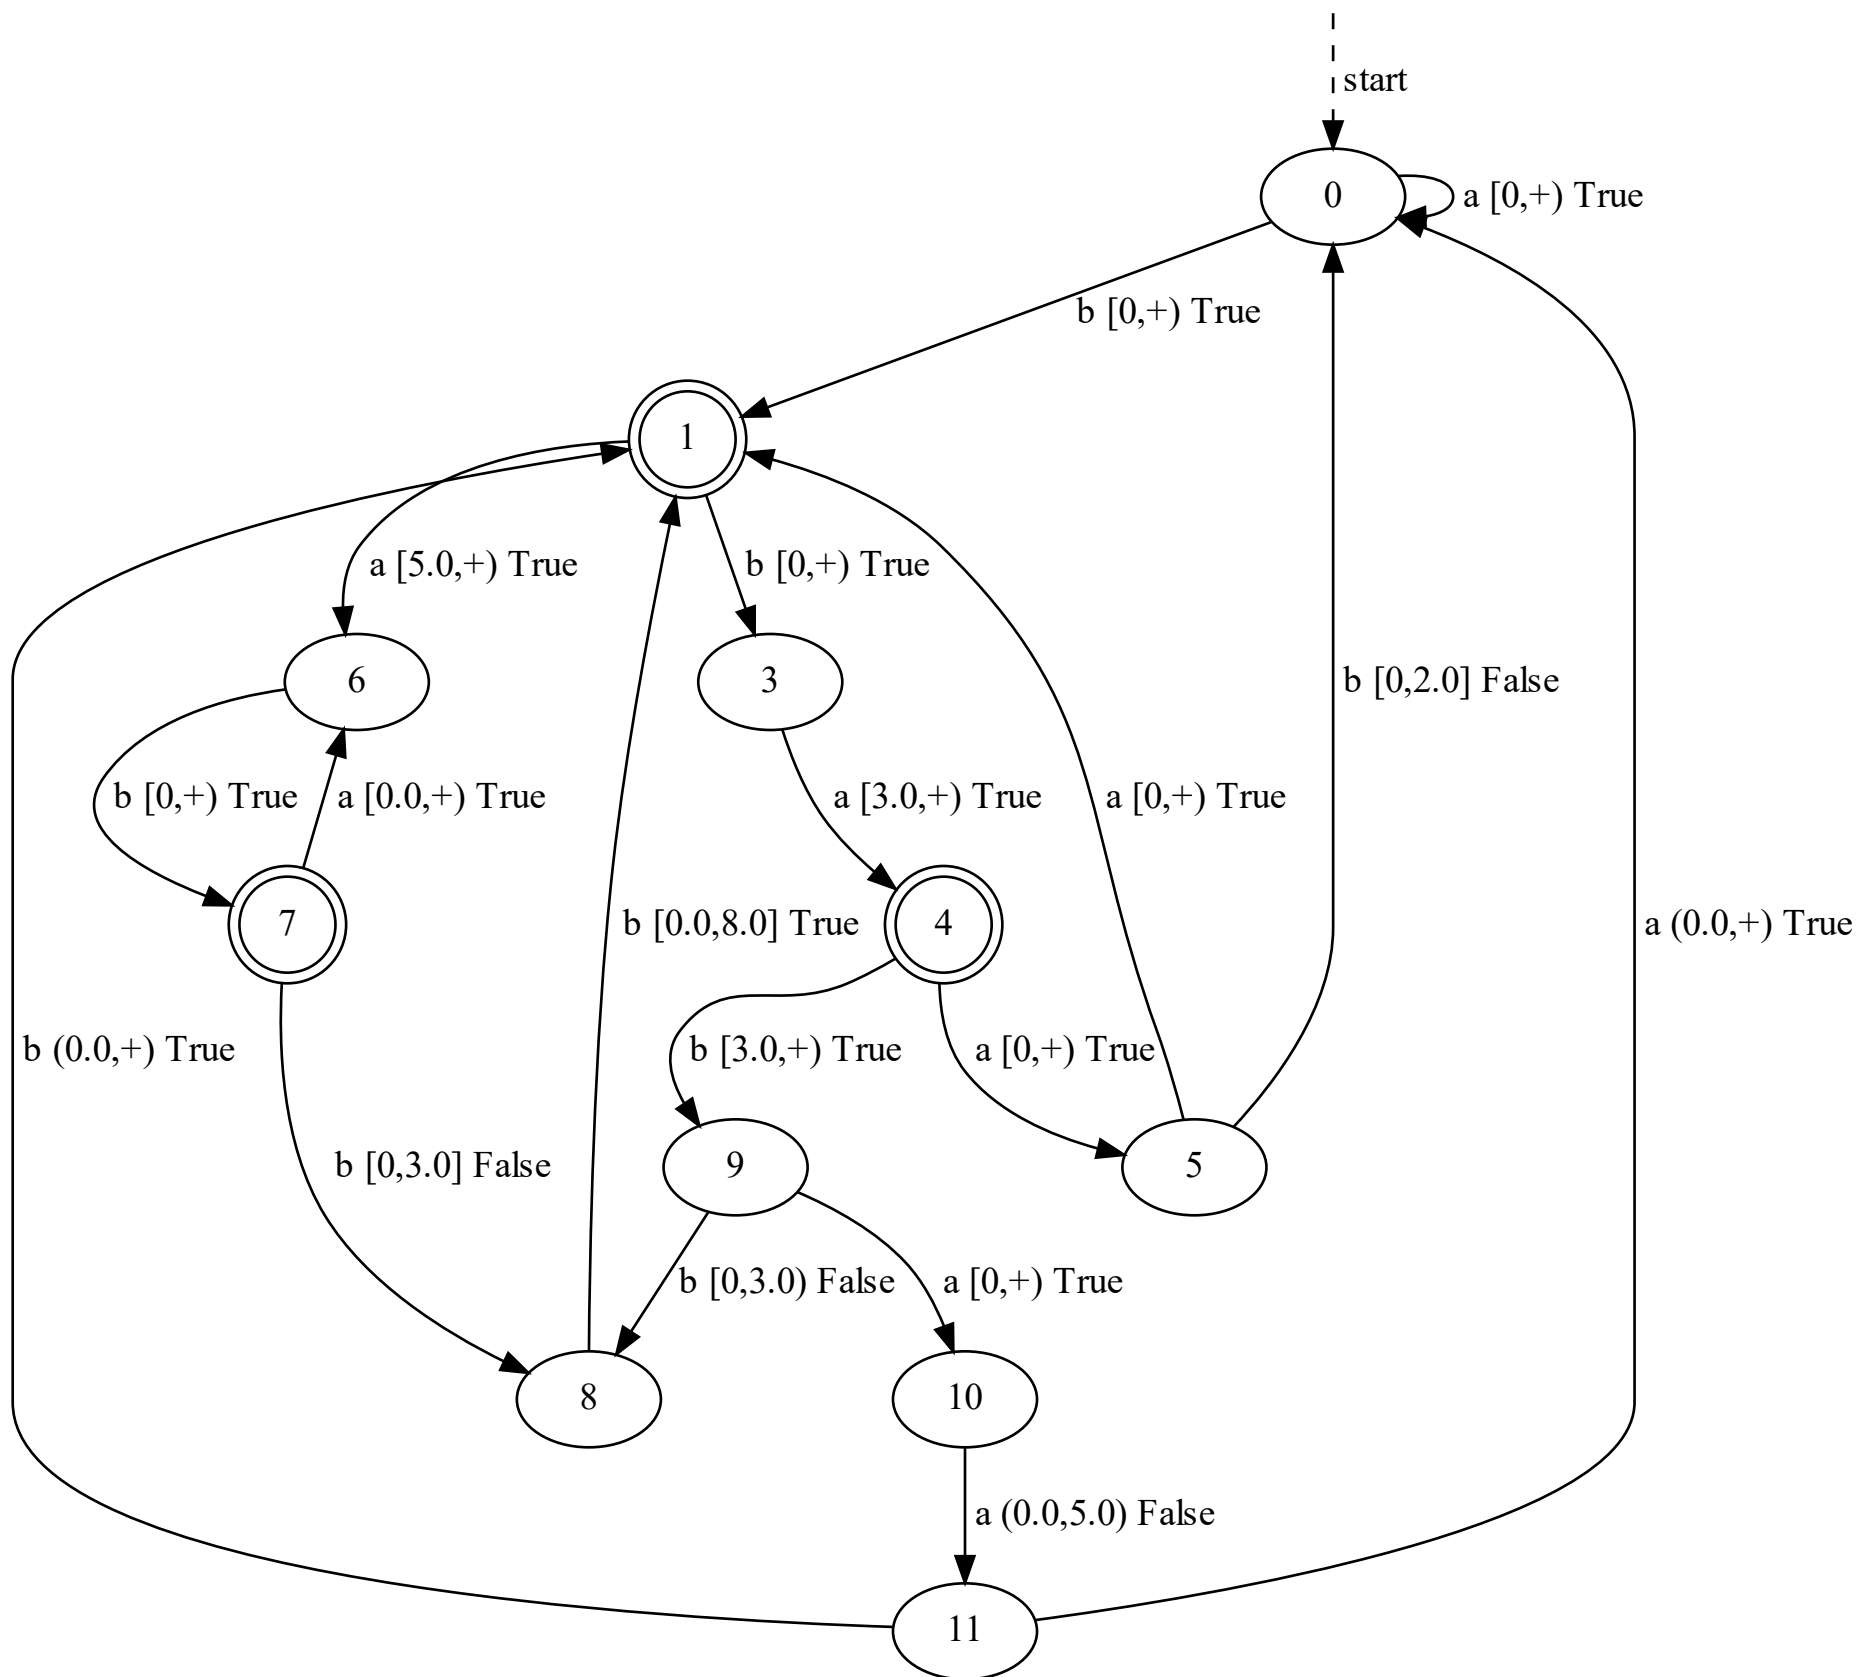 start
0
a [0,+) True
b [0,+) True
1
a [5.0,+) True
b [0,+) True
6
3
b [0,2.0] False
b [0,+) True
a [0.0,+) True
a [3.0,+) True
a [0,+) True
7
b [0.0,8.0] True
4
a (0.0,+) True
b (0.0,+) True
b [3.0,+) True
a [0,+) True
b [0,3.0] False
9
5
b [0,3.0) False
a [0,+) True
8
10
a (0.0,5.0) False
11